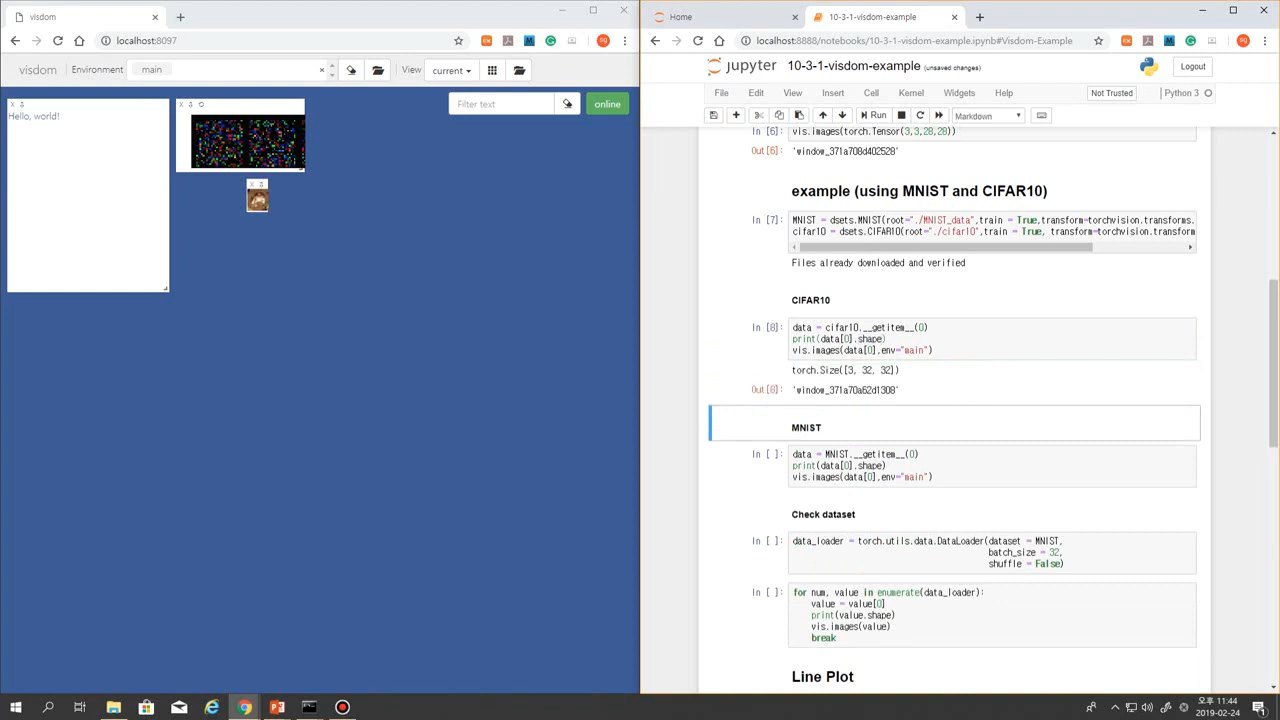 visdom
localhost:8097
visdom
Environment
main
View
current
Filter text
online
Hello, world!
Home
10-3-1-visdom-example
localhost:8888/notebooks/10-3-1-visdom-example.ipynb#Visdom-Example
jupyter 10-3-1-visdom-example (unsaved changes)
Logout
File Edit View Insert Cell Kernel Widgets Help
Not Trusted
Python 3
Run
Markdown
In [6]: vis.images(torch.Tensor(3,3,28,28))
Out[6]: 'window_371a708d402528'
example (using MNIST and CIFAR10)
In [7]: MNIST = dsets.MNIST(root="./MNIST_data",train = True,transform=torchvision.transforms.
cifar10 = dsets.CIFAR10(root="./cifar10",train = True, transform=torchvision.transform
Files already downloaded and verified
CIFAR10
In [8]: data = cifar10.__getitem__(0)
print(data[0].shape)
vis.images(data[0],env="main")
torch.Size([3, 32, 32])
Out[8]: 'window_371a70a62d1308'
MNIST
In [ ]: data = MNIST.__getitem__(0)
print(data[0].shape)
vis.images(data[0],env="main")
Check dataset
In [ ]: data_loader = torch.utils.data.DataLoader(dataset = MNIST,
batch_size = 32,
shuffle = False)
In [ ]: for num, value in enumerate(data_loader):
value = value[0]
print(value.shape)
vis.images(value)
break
Line Plot
오후 11:44
2019-02-24